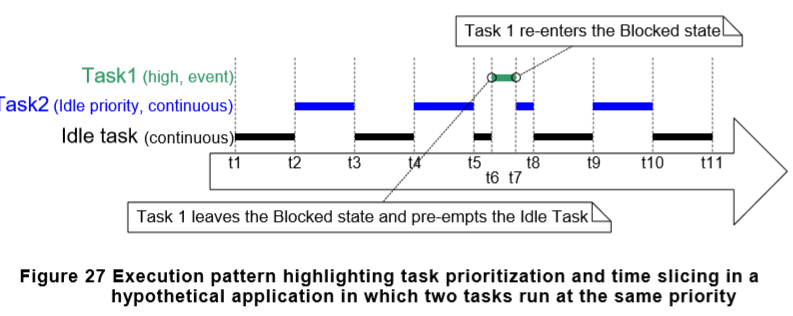 Task 1 re-enters the Blocked state
Task1 (high, event)
Task2 (Idle priority, continuous)
Idle task (continuous)
t1 t2 t3 t4 t5 t8 t9 t10 t11
t6 t7
Task 1 leaves the Blocked state and pre-empts the Idle Task
Figure 27 Execution pattern highlighting task prioritization and time slicing in a
hypothetical application in which two tasks run at the same priority